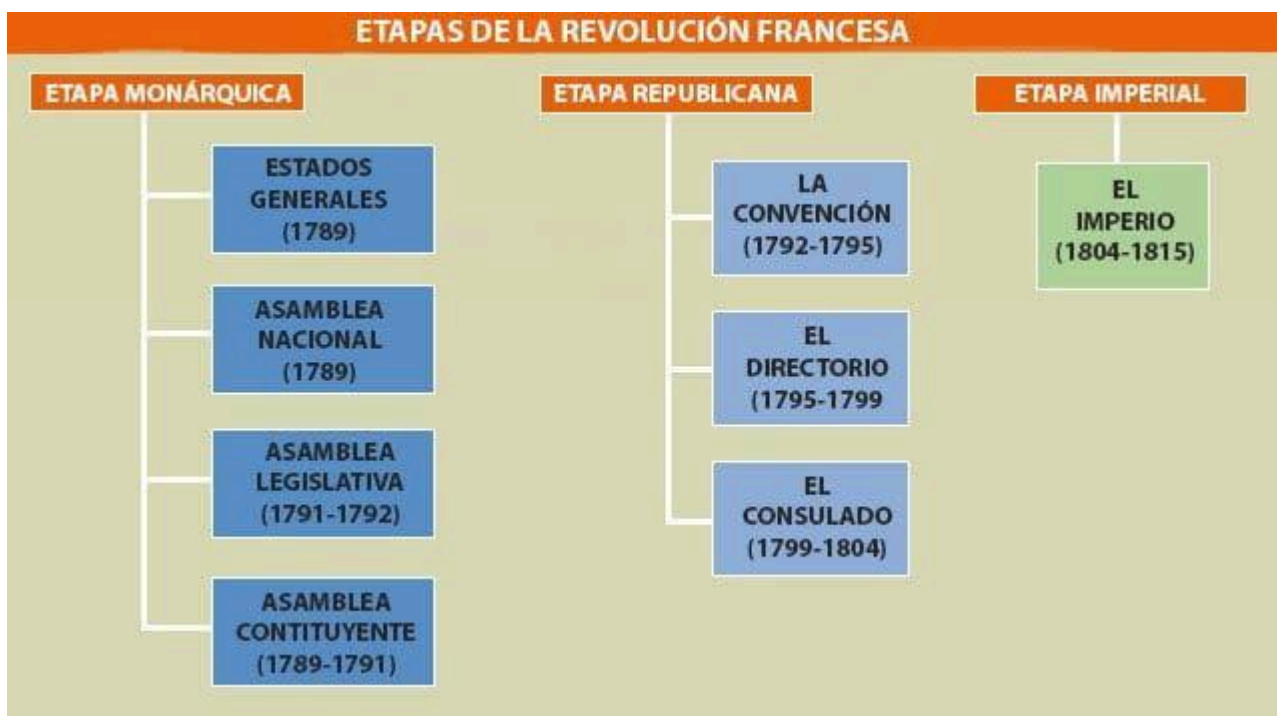 ETAPAS DE LA REVOLUCIÓN FRANCESA
ETAPA MONÁRQUICA
ESTADOS
GENERALES
(1789)
ASAMBLEA
NACIONAL
(1789)
ASAMBLEA
LEGISLATIVA
(1791-1792)
ASAMBLEA
CONTITUYENTE
(1789-1791)
ETAPA REPUBLICANA
LA
CONVENCIÓN
(1792-1795)
EL
DIRECTORIO
(1795-1799
EL
CONSULADO
(1799-1804)
ETAPA IMPERIAL
EL
IMPERIO
(1804-1815)